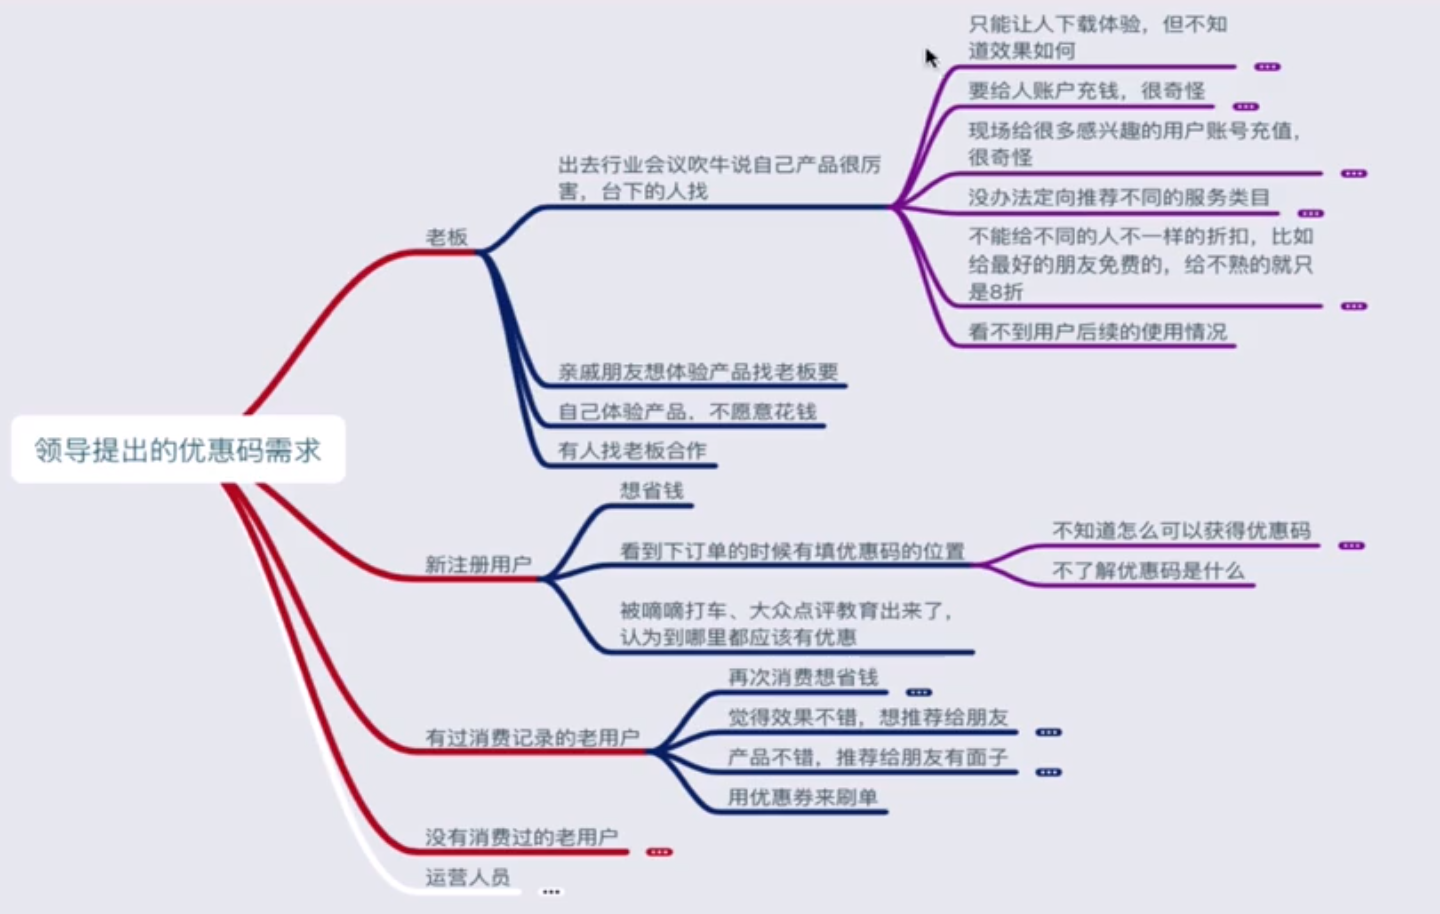 领导提出的优惠码需求
老板
出去行业会议吹牛说自己产品很厉
害，台下的人找
只能让人下载体验，但不知
道效果如何
要给人账户充钱，很奇怪
现场给很多感兴趣的用户账号充值，
很奇怪
没办法定向推荐不同的服务类目
不能给不同的人不一样的折扣，比如
给最好的朋友免费的，给不熟的就只
是8折
看不到用户后续的使用情况
亲戚朋友想体验产品找老板要
自己体验产品，不愿意花钱
有人找老板合作
新注册用户
想省钱
看到下订单的时候有填优惠码的位置
不知道怎么可以获得优惠码
不了解优惠码是什么
被嘀嘀打车、大众点评教育出来了，
认为到哪里都应该有优惠
有过消费记录的老用户
再次消费想省钱
觉得效果不错，想推荐给朋友
产品不错，推荐给朋友有面子
用优惠券来刷单
没有消费过的老用户
运营人员